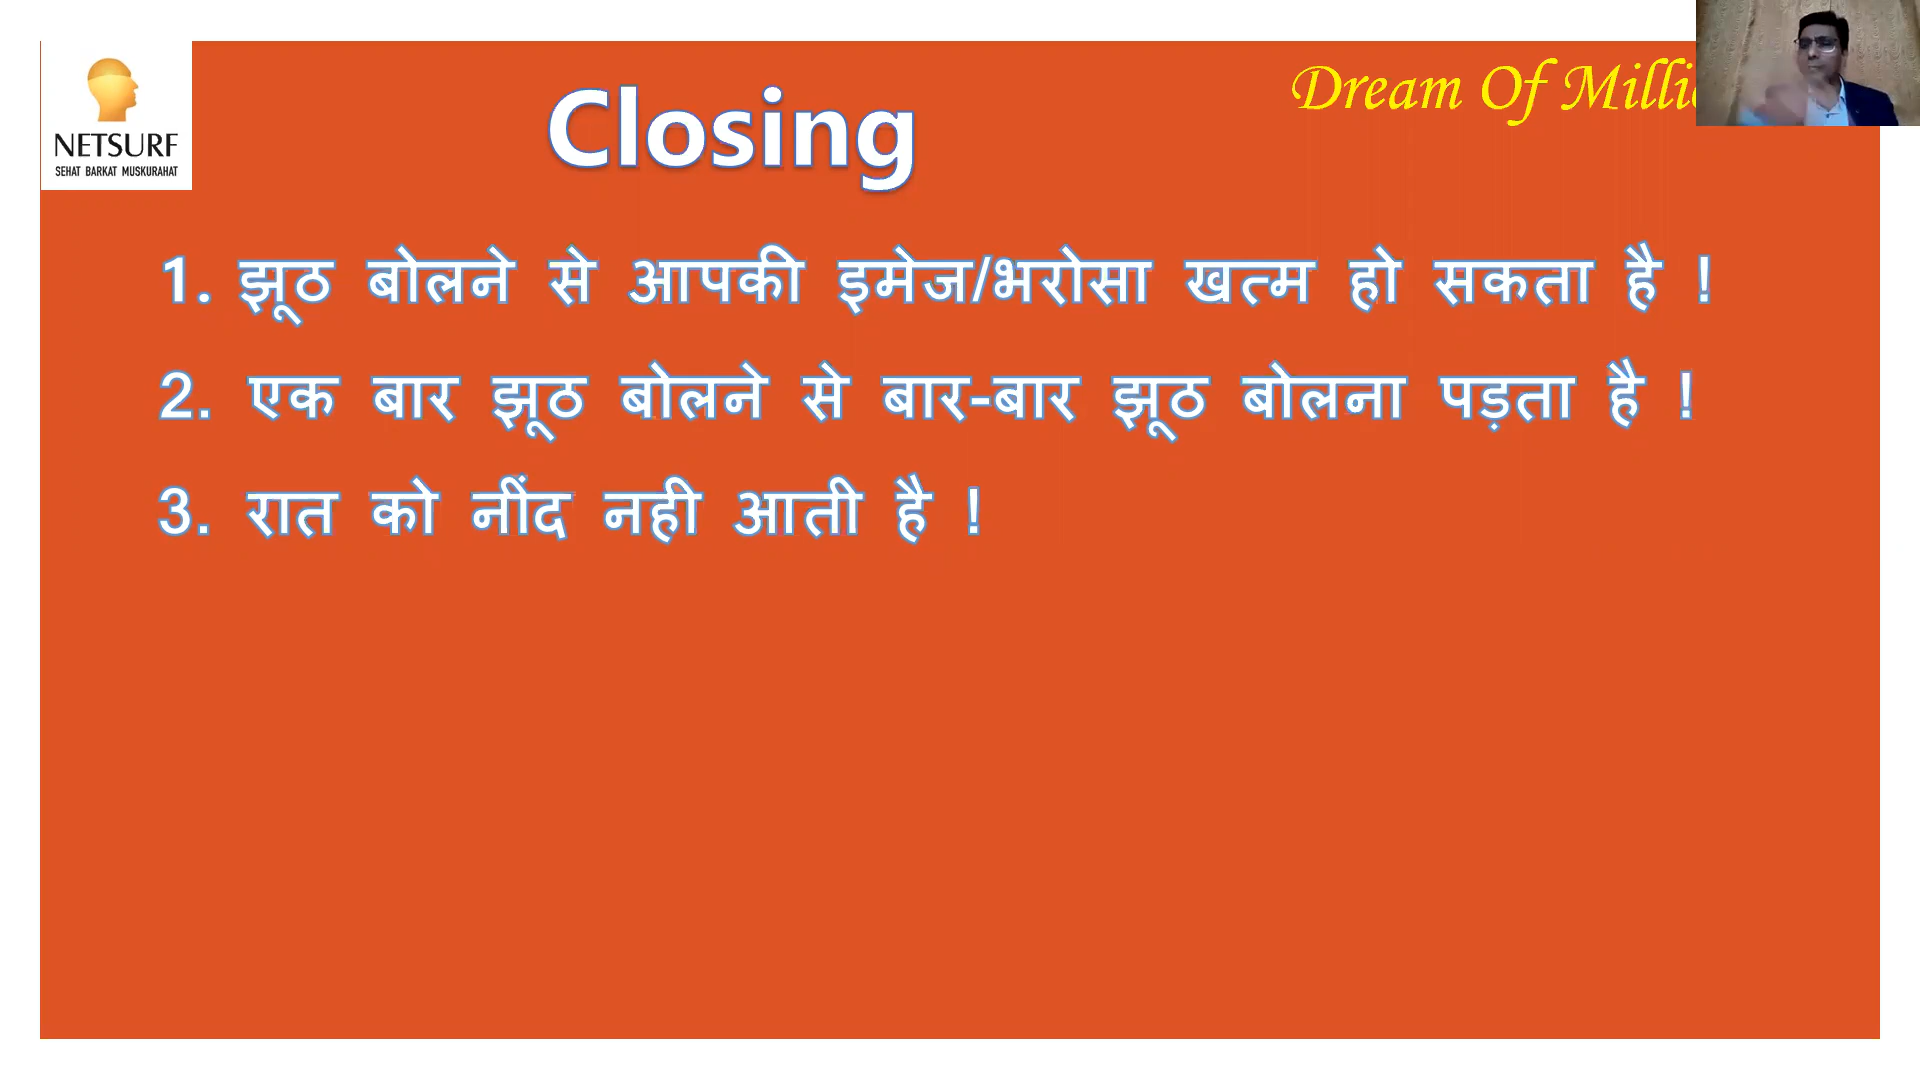 NETSURF
SEHAT BARKAT MUSKURAHAT
Closing
Dream Of
1. झूठ बोलने से आपकी इमेज/भरोसा खत्म हो सकता है !
2. एक बार झूठ बोलने से बार-बार झूठ बोलना पड़ता है !
3. रात को नींद नही आती है !